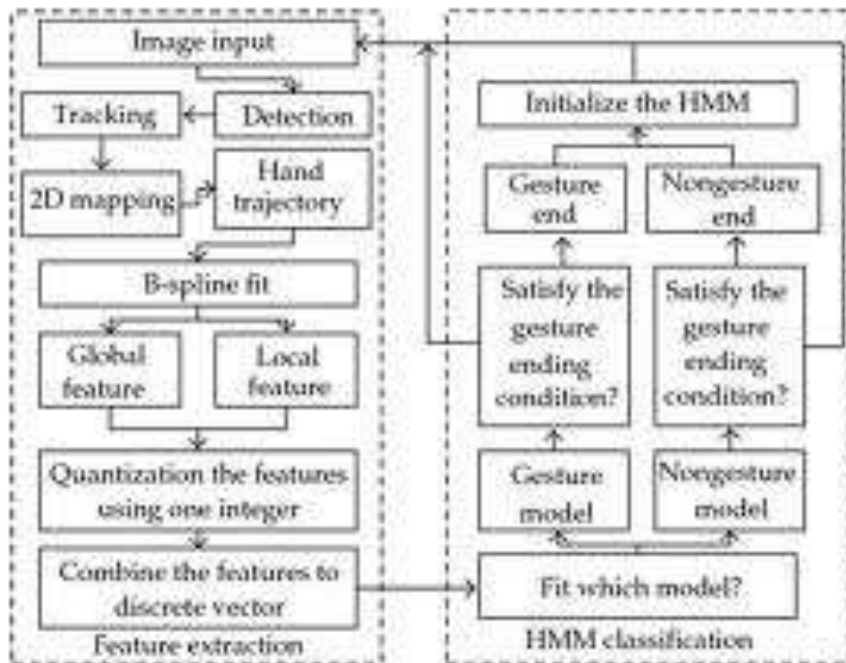 Image input
Tracking
Detection
2D mapping
Hand
trajectory
B-spline fit
Global
feature
Local
feature
Quantization the features
using one integer
Combine the features to
discrete vector
Feature extraction
Initialize the HMM
Gesture
end
Nongesture
end
Satisfy the
gesture
ending
condition?
Satisfy the
gesture
ending
condition?
Gesture
model
Nongesture
model
Fit which model?
HMM classification